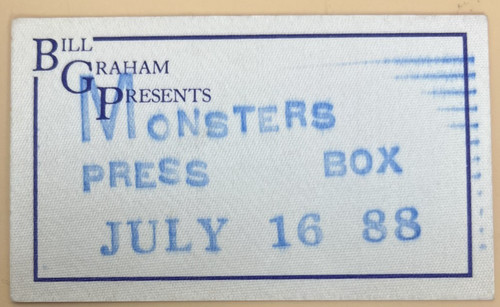 BILL
GRAHAM
PRESENTS
MONSTERS
PRESS BOX
JULY 16 88